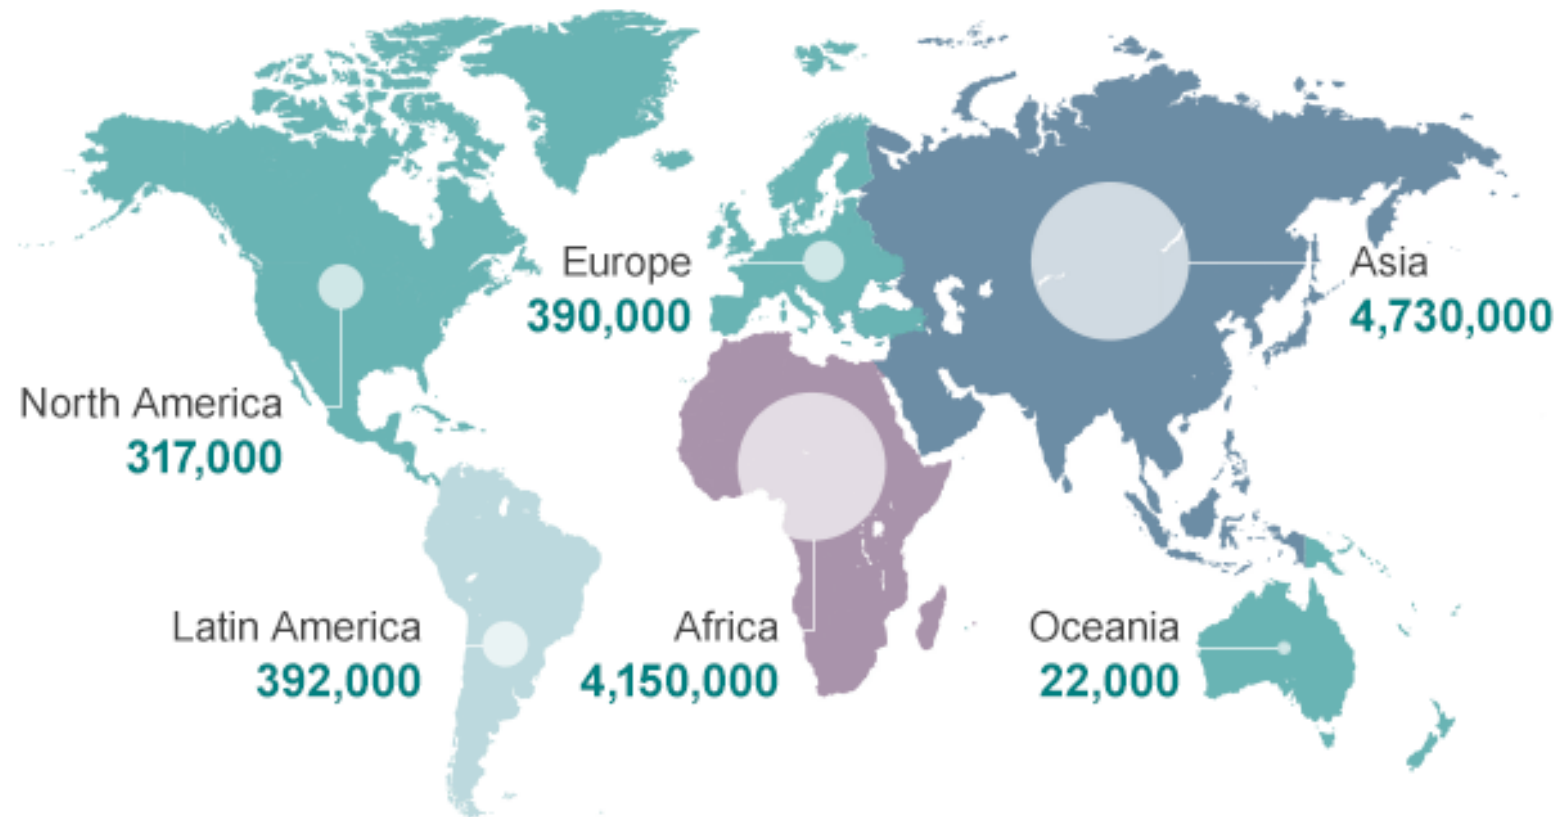 Europe
390,000
Asia
4,730,000
North America
317,000
Latin America
392,000
Africa
4,150,000
Oceania
22,000